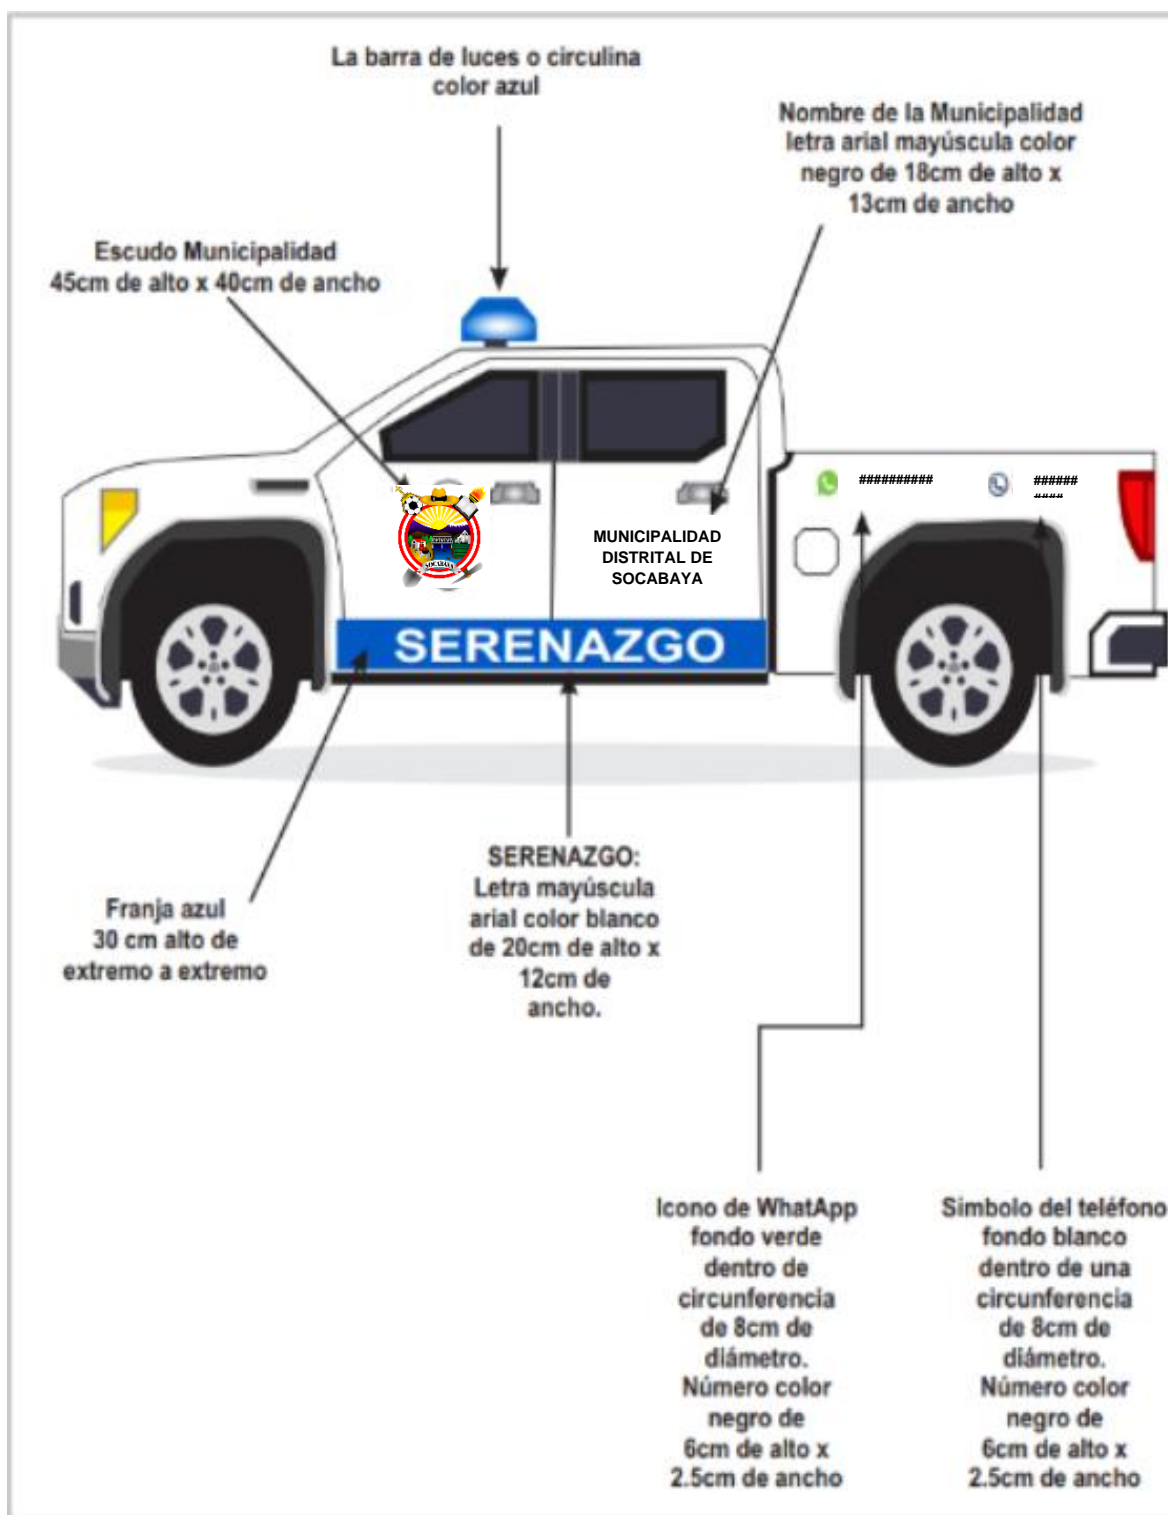 La barra de luces o circulina
color azul
Nombre de la Municipalidad
letra arial mayúscula color
negro de 18cm de alto x
13cm de ancho
Escudo Municipalidad
45cm de alto x 40cm de ancho
##########
######
####
MUNICIPALIDAD
DISTRITAL DE
SOCABAYA
SOCABAYA
SERENAZGO
SERENAZGO:
Letra mayúscula
arial color blanco
de 20cm de alto x
12cm de
ancho.
Franja azul
30 cm alto de
extremo a extremo
Icono de WhatApp
fondo verde
dentro de
circunferencia
de 8cm de
diámetro.
Número color
negro de
6cm de alto x
2.5cm de ancho
Simbolo del teléfono
fondo blanco
dentro de una
circunferencia
de 8cm de
diámetro.
Número color
negro de
6cm de alto x
2.5cm de ancho